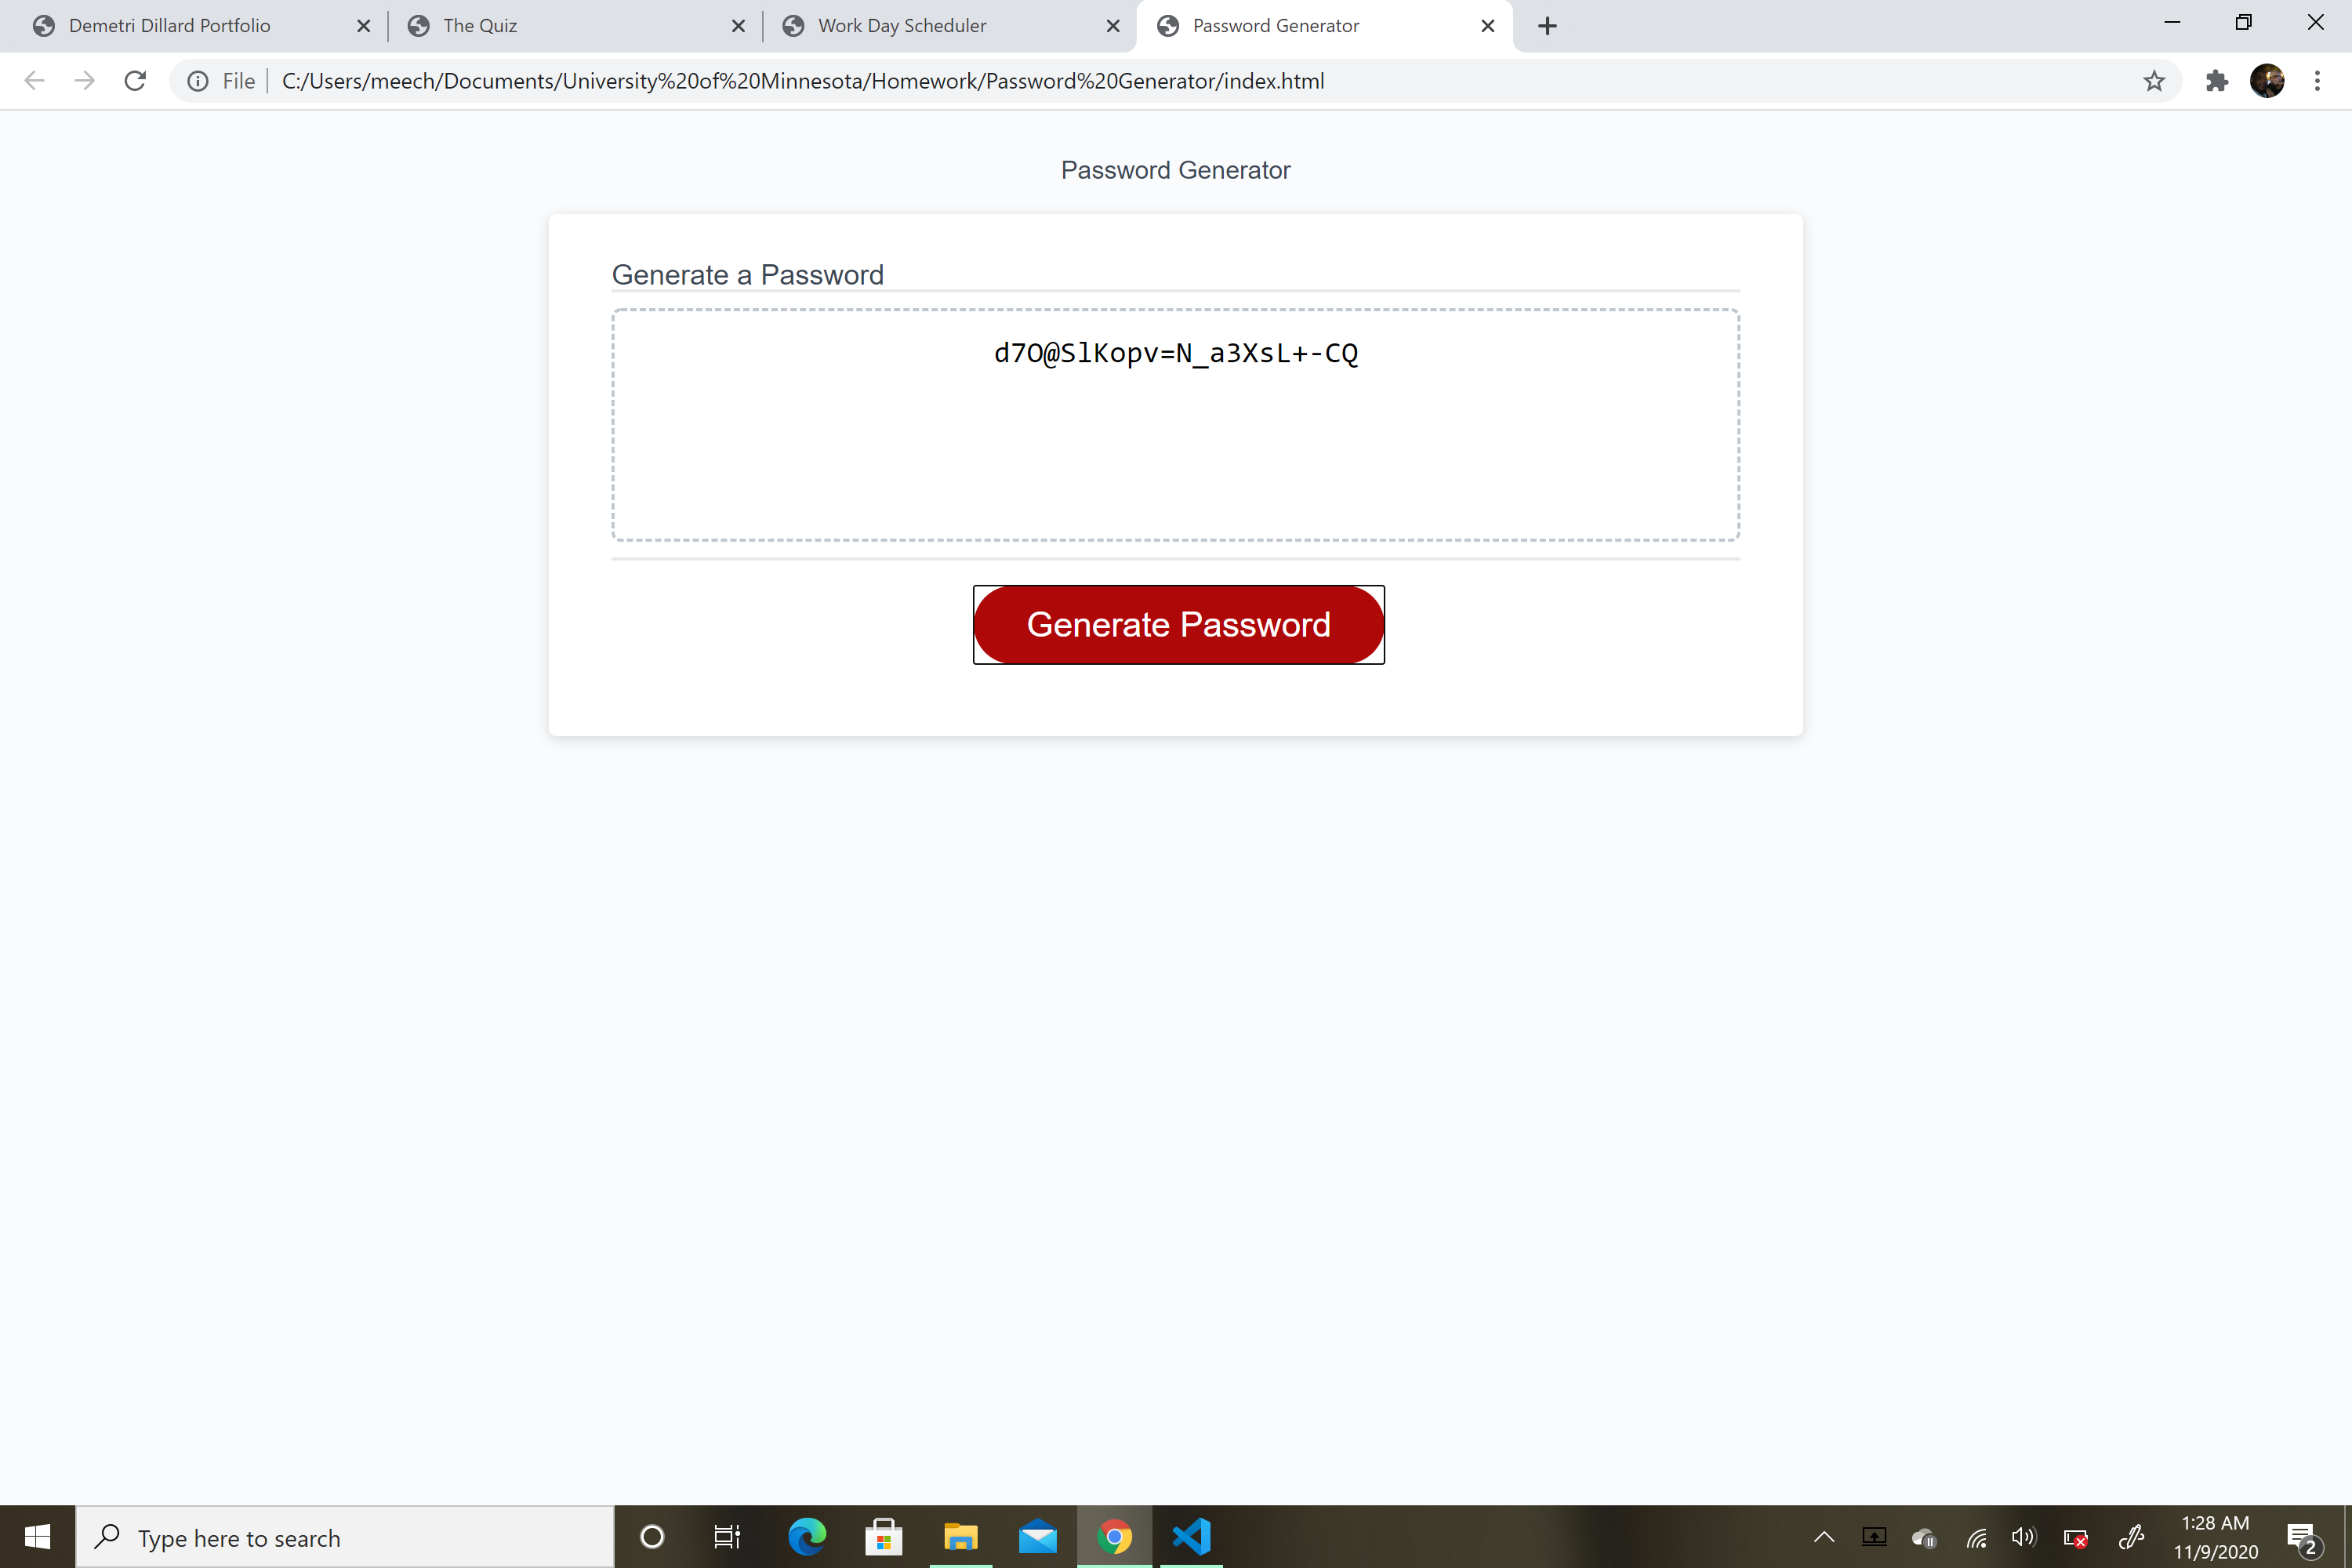 Demetri Dillard Portfolio
The Quiz
Work Day Scheduler
Password Generator
File
C:/Users/meech/Documents/University%20of%20Minnesota/Homework/Password%20Generator/index.html
Password Generator
Generate a Password
d7O@SlKopv=N_a3XsL+-CQ
Generate Password
Type here to search
1:28 AM
11/9/2020
2